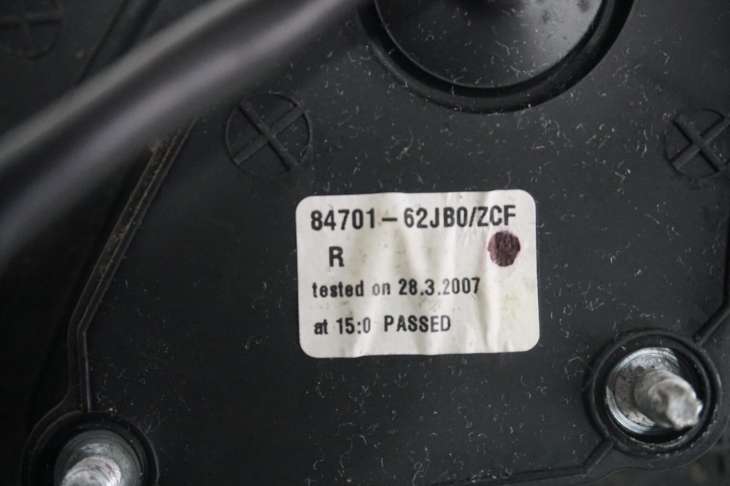 84701-62JB0/ZCF
R
tested on 28.3.2007
at 15:0 PASSED